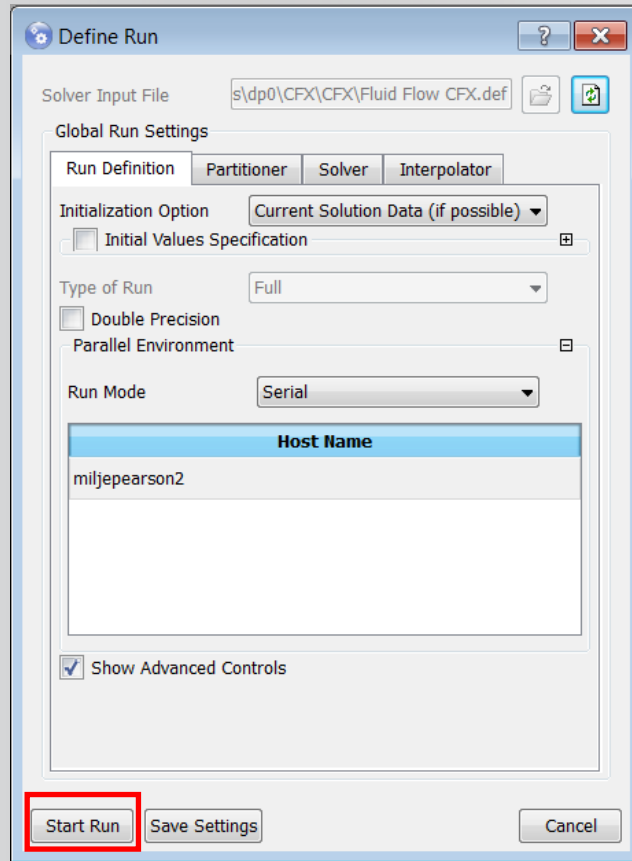 Define Run
Solver Input File s\dp0\CFX\CFX\Fluid Flow CFX.def
Global Run Settings
Run Definition Partitioner Solver Interpolator
Initialization Option Current Solution Data (if possible)
Initial Values Specification
Type of Run Full
Double Precision
Parallel Environment
Run Mode Serial
Host Name
miljepearson2
Show Advanced Controls
Start Run Save Settings Cancel